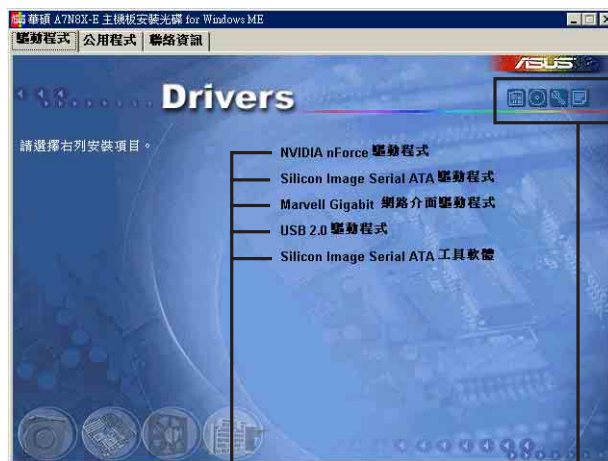 華碩 A7N8X-E 主機板安裝光碟 for Windows ME
驅動程式 公用程式 聯絡資訊
ASUS
Drivers
請選擇右列安裝項目。
NVIDIA nForce 驅動程式
Silicon Image Serial ATA 驅動程式
Marvell Gigabit 網路介面驅動程式
USB 2.0 驅動程式
Silicon Image Serial ATA 工具軟體